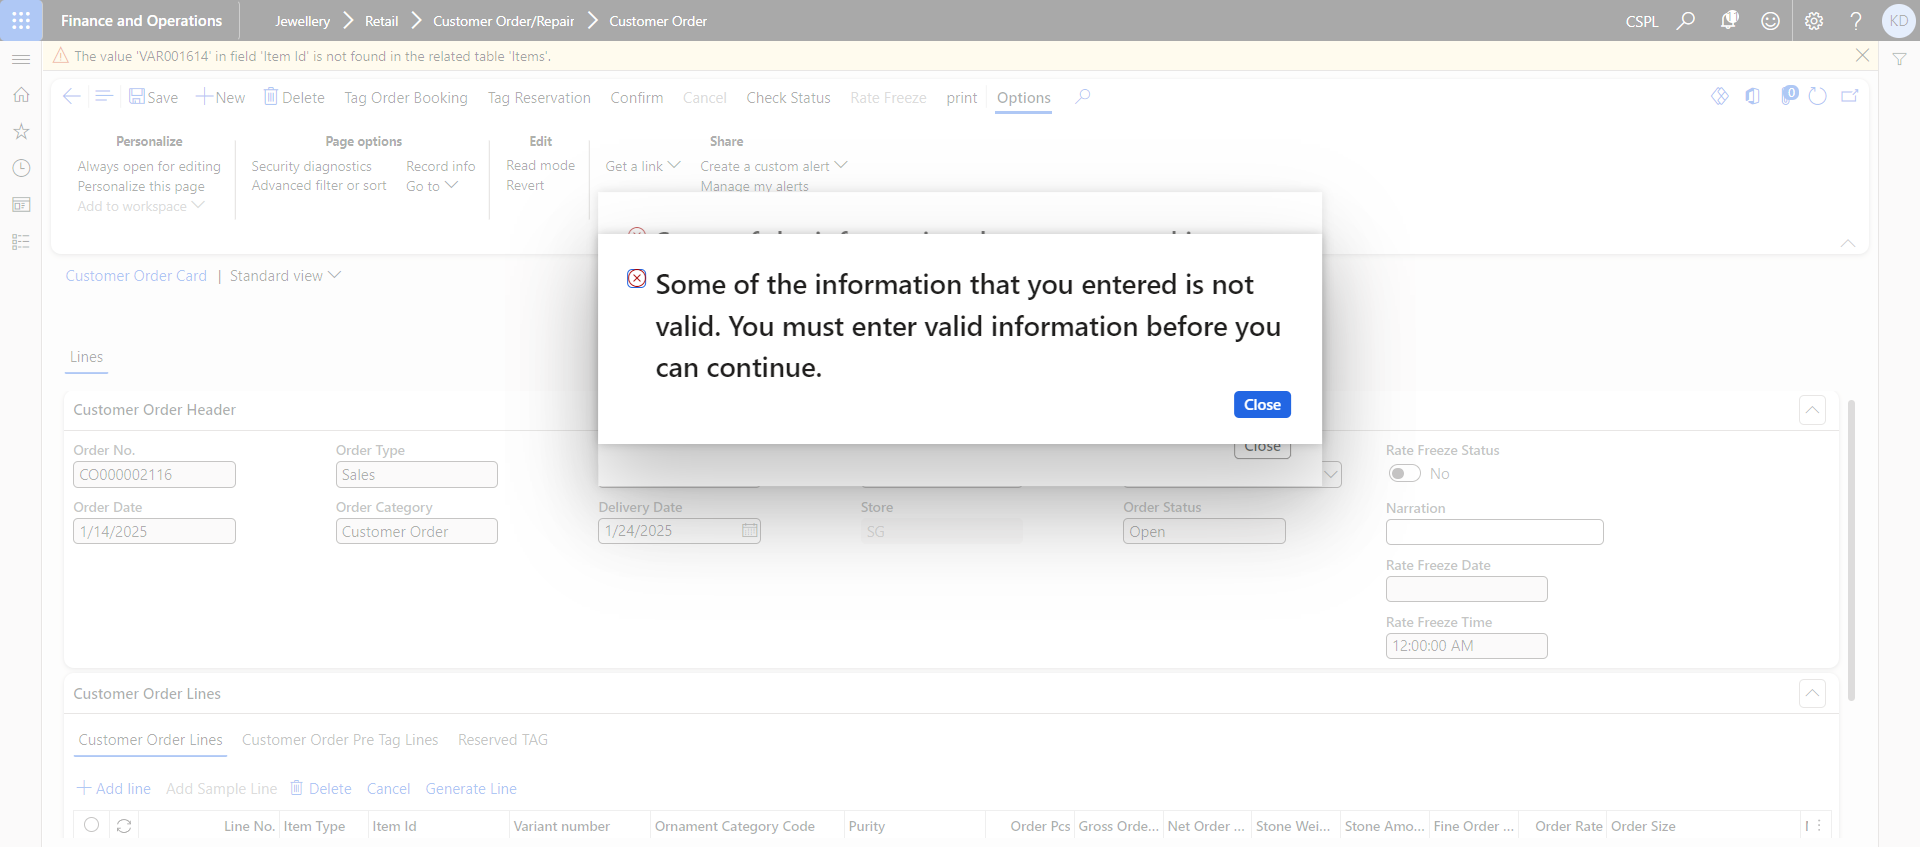 Finance and Operations
Jewellery
Retail
Customer Order/Repair
Customer Order
CSPL
11
KD
The value 'VAR001614' in field 'Item Id' is not found in the related table 'Items'.
Save
New
Delete
Tag Order Booking
Tag Reservation
Confirm
Cancel
Check Status
Rate Freeze
print
Options
0
Personalize
Always open for editing
Personalize this page
Add to workspace
Page options
Security diagnostics
Advanced filter or sort
Record info
Go to
Edit
Read mode
Revert
Share
Get a link
Create a custom alert
Manage my alerts
Customer Order Card | Standard view
Some of the information that you entered is not
valid. You must enter valid information before you
can continue.
Close
Close
Lines
Customer Order Header
Order No.
CO000002116
Order Type
Sales
Rate Freeze Status
No
Order Date
1/14/2025
Order Category
Customer Order
Delivery Date
1/24/2025
Store
SG
Order Status
Open
Narration
Rate Freeze Date
Rate Freeze Time
12:00:00 AM
Customer Order Lines
Customer Order Lines
Customer Order Pre Tag Lines
Reserved TAG
Add line
Add Sample Line
Delete
Cancel
Generate Line
Line No.
Item Type
Item Id
Variant number
Ornament Category Code
Purity
Order Pcs
Gross Orde...
Net Order ...
Stone Wei...
Stone Amo...
Fine Order ...
Order Rate
Order Size